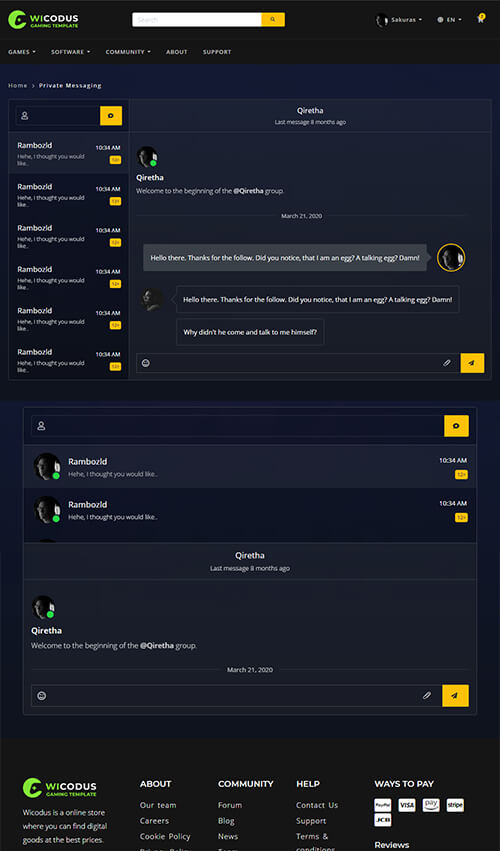 WICODUS
GAMING TEMPLATE
Search
Sakuras
EN
GAMES
SOFTWARE
COMMUNITY
ABOUT
SUPPORT
Home > Private Messaging
Rambozld
10:34 AM
Hehe, I thought you would
like..
12+
Rambozld
10:34 AM
Hehe, I thought you would
like..
12+
Rambozld
10:34 AM
Hehe, I thought you would
like..
12+
Rambozld
10:34 AM
Hehe, I thought you would
like..
12+
Rambozld
10:34 AM
Hehe, I thought you would
like..
12+
Rambozld
10:34 AM
Hehe, I thought you would
like..
12+
Qiretha
Last message 8 months ago
Qiretha
Welcome to the beginning of the @Qiretha group.
March 21, 2020
Hello there. Thanks for the follow. Did you notice, that I am an egg? A talking egg? Damn!
Hello there. Thanks for the follow. Did you notice, that I am an egg? A talking egg? Damn!
Why didn't he come and talk to me himself?
Rambozld
10:34 AM
Hehe, I thought you would like..
12+
Rambozld
10:34 AM
Hehe, I thought you would like..
12+
Qiretha
Last message 8 months ago
Qiretha
Welcome to the beginning of the @Qiretha group.
March 21, 2020
WICODUS
GAMING TEMPLATE
Wicodus is a online store
where you can find digital
goods at the best prices.
ABOUT
Our team
Careers
Cookie Policy
COMMUNITY
Forum
Blog
News
Team
HELP
Contact Us
Support
Terms &
conditions
WAYS TO PAY
PayPal
VISA
pay
stripe
JCB
Reviews